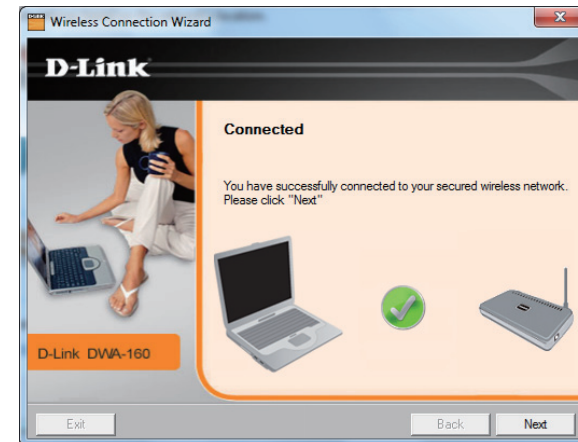 Wireless Connection Wizard
D-Link
Connected
You have successfully connected to your secured wireless network.
Please click "Next"
D-Link DWA-160
Exit
Back
Next